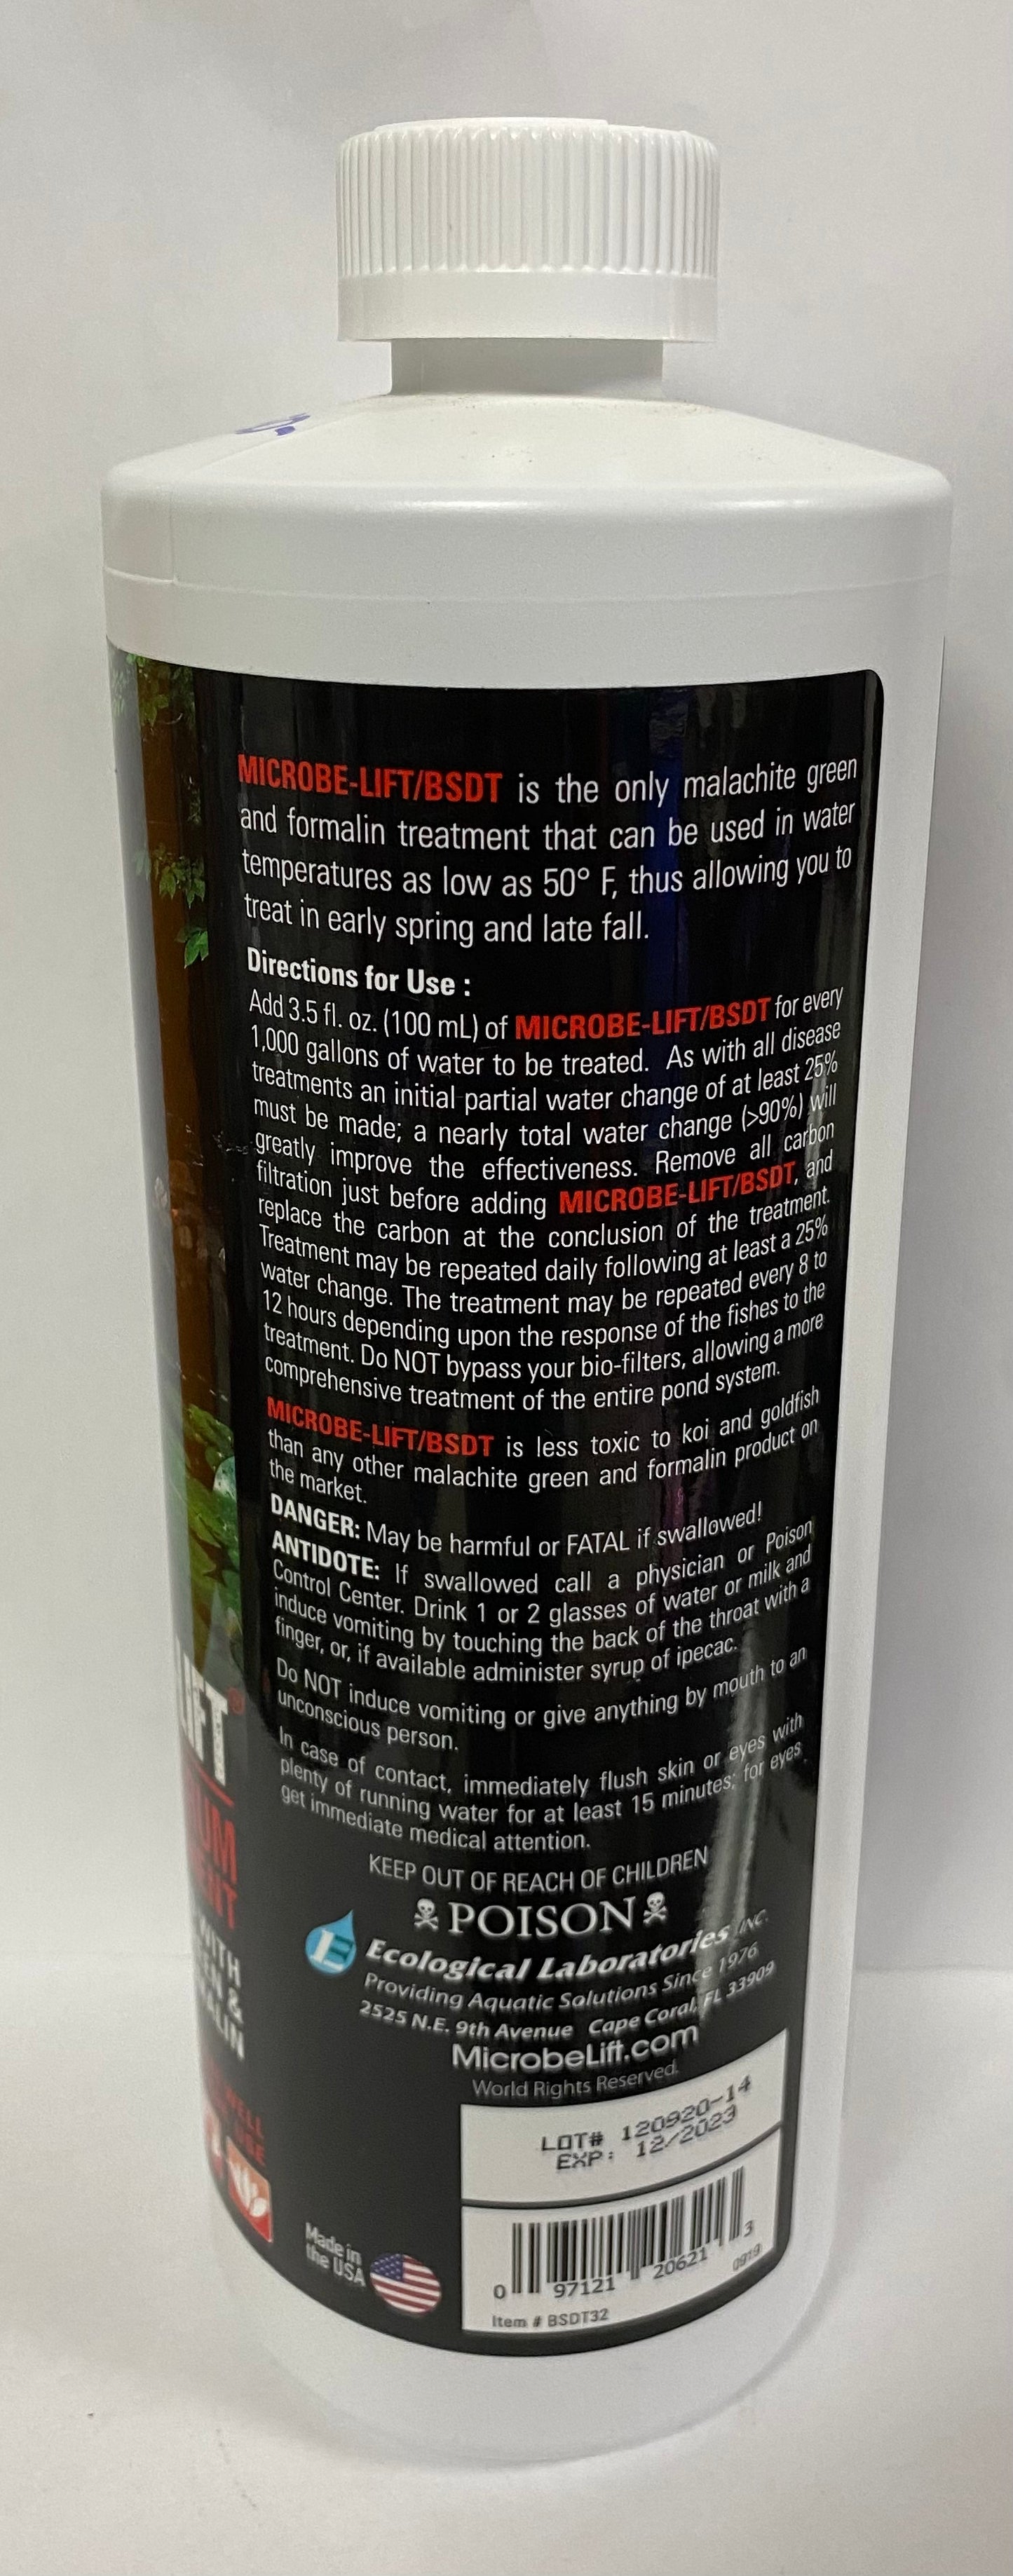 MICROBE-LIFT/BSDT is the only malachite green
and formalin treatment that can be used in water
temperatures as low as 50° F, thus allowing you to
treat in early spring and late fall.
Directions for Use :
Add 3.5 fl. oz. (100 mL) of MICROBE-LIFT/BSDT for every
1,000 gallons of water to be treated. As with all disease
treatments an initial partial water change of at least 25%
must be made; a nearly total water change (>90%) will
greatly improve the effectiveness. Remove all carbon
filtration just before adding MICROBE-LIFT/BSDT, and
replace the carbon at the conclusion of the treatment.
Treatment may be repeated daily following at least a 25%
water change. The treatment may be repeated every 8 to
12 hours depending upon the response of the fishes to the
treatment. Do NOT bypass your bio-filters, allowing a more
comprehensive treatment of the entire pond system.
MICROBE-LIFT/BSDT is less toxic to koi and goldfish
than any other malachite green and formalin product on
the market.
DANGER: May be harmful or FATAL if swallowed!
ANTIDOTE: If swallowed call a physician or Poison
Control Center. Drink 1 or 2 glasses of water or milk and
induce vomiting by touching the back of the throat with a
finger, or, if available administer syrup of ipecac.
Do NOT induce vomiting or give anything by mouth to an
unconscious person.
In case of contact, immediately flush skin or eyes with
plenty of running water for at least 15 minutes; for eyes
get immediate medical attention.
KEEP OUT OF REACH OF CHILDREN
POISON
Ecological Laboratories INC.
Providing Aquatic Solutions Since 1976
2525 N.E. 9th Avenue Cape Coral, FL 33909
MicrobeLift.com
World Rights Reserved.
LOT# 120920-14
EXP: 12/2023
0 97121 20621 3
0919
Item # BSDT32
Made in
the USA